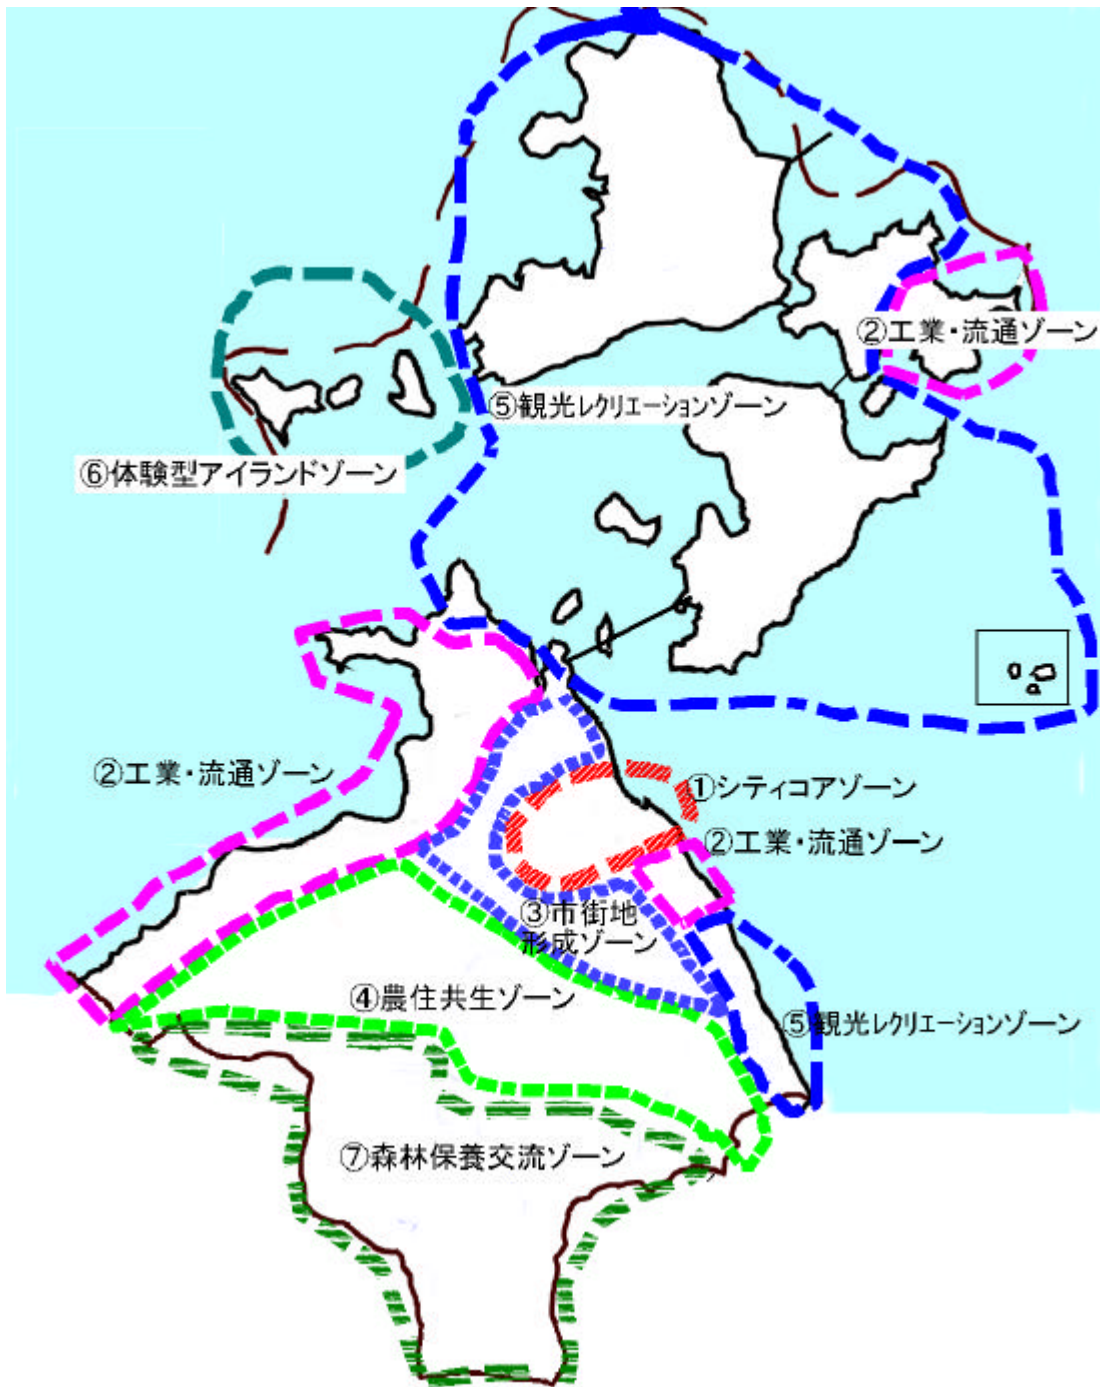 ②工業・流通ゾーン
⑤観光ﾚｸﾘｴｰｼｮﾝゾーン
⑥体験型アイランドゾーン
②工業・流通ゾーン
①シティコアゾーン
②工業・流通ゾーン
③市街地
形成ゾーン
④農住共生ゾーン
⑤観光ﾚｸﾘｴｰｼｮﾝゾーン
⑦森林保養交流ゾーン